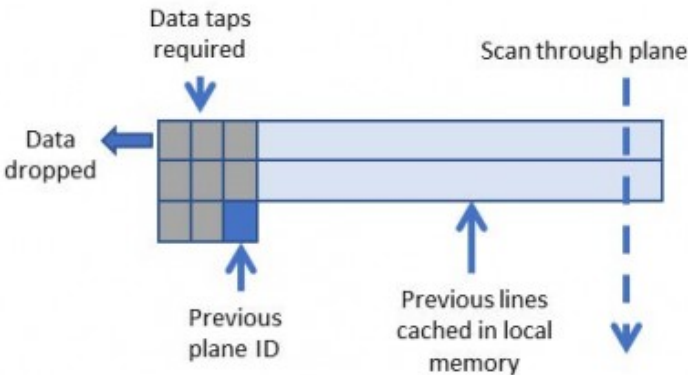 Data taps
required
Scan through plane
Data
dropped
Previous
plane ID
Previous lines
cached in local
memory